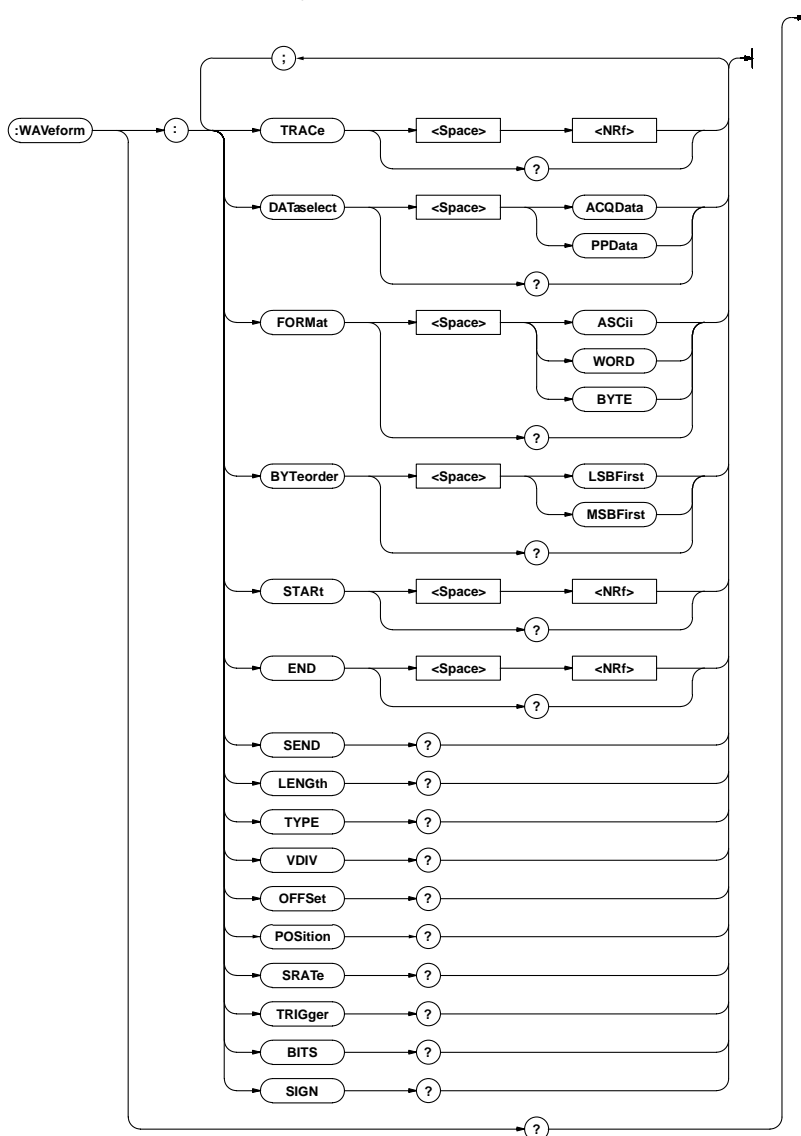 ;
:WAVeform : TRACe <Space> <NRf>
?
DATaselect <Space> ACQData
PPData
?
FORMat <Space> ASCii
WORD
BYTE
?
BYTeorder <Space> LSBFirst
MSBFirst
?
STARt <Space> <NRf>
?
END <Space> <NRf>
?
SEND ?
LENGth ?
TYPE ?
VDIV ?
OFFSet ?
POSition ?
SRATe ?
TRIGger ?
BITS ?
SIGN ?
?